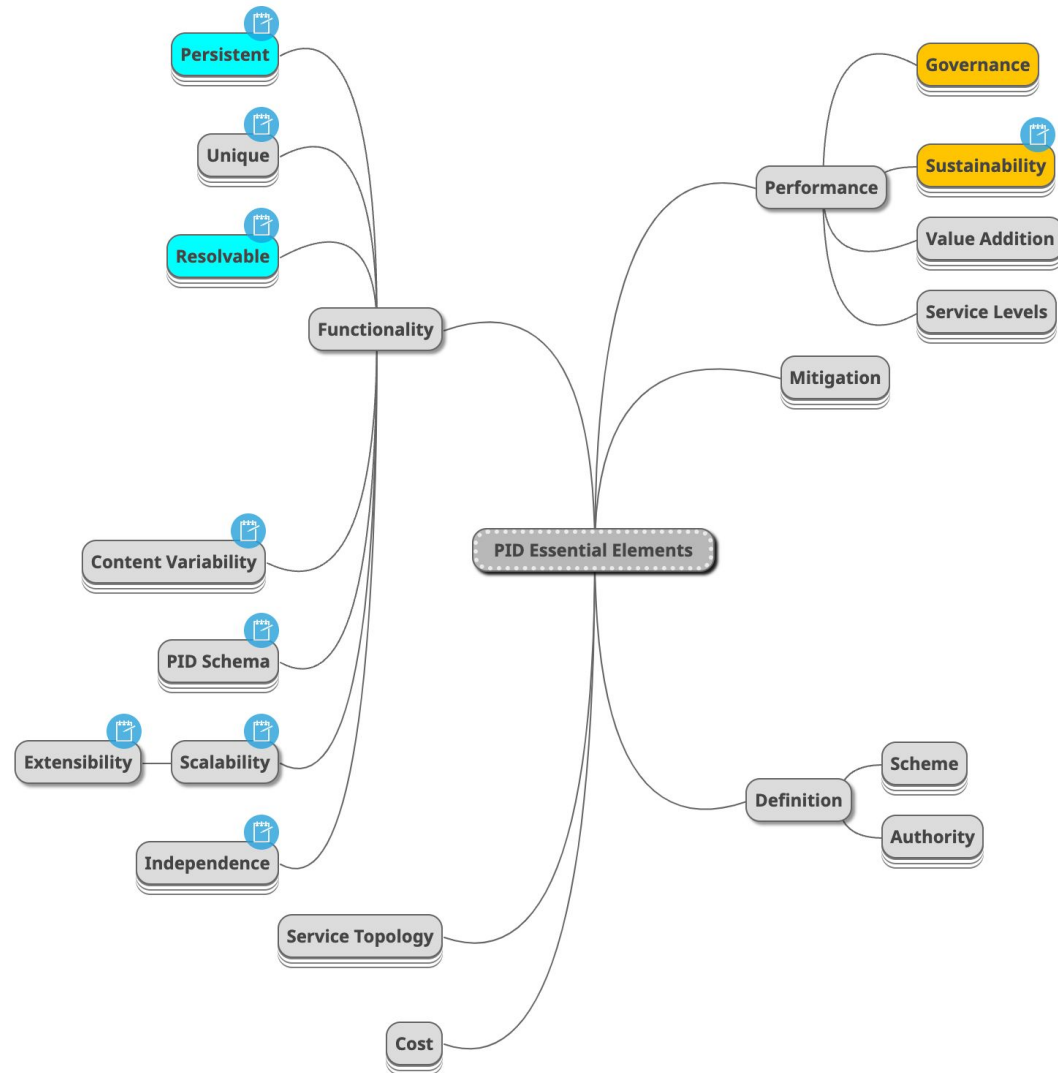 Persistent
Unique
Resolvable
Functionality
Content Variability
PID Schema
Extensibility
Scalability
Independence
Service Topology
Cost
PID Essential Elements
Performance
Governance
Sustainability
Value Addition
Service Levels
Mitigation
Definition
Scheme
Authority